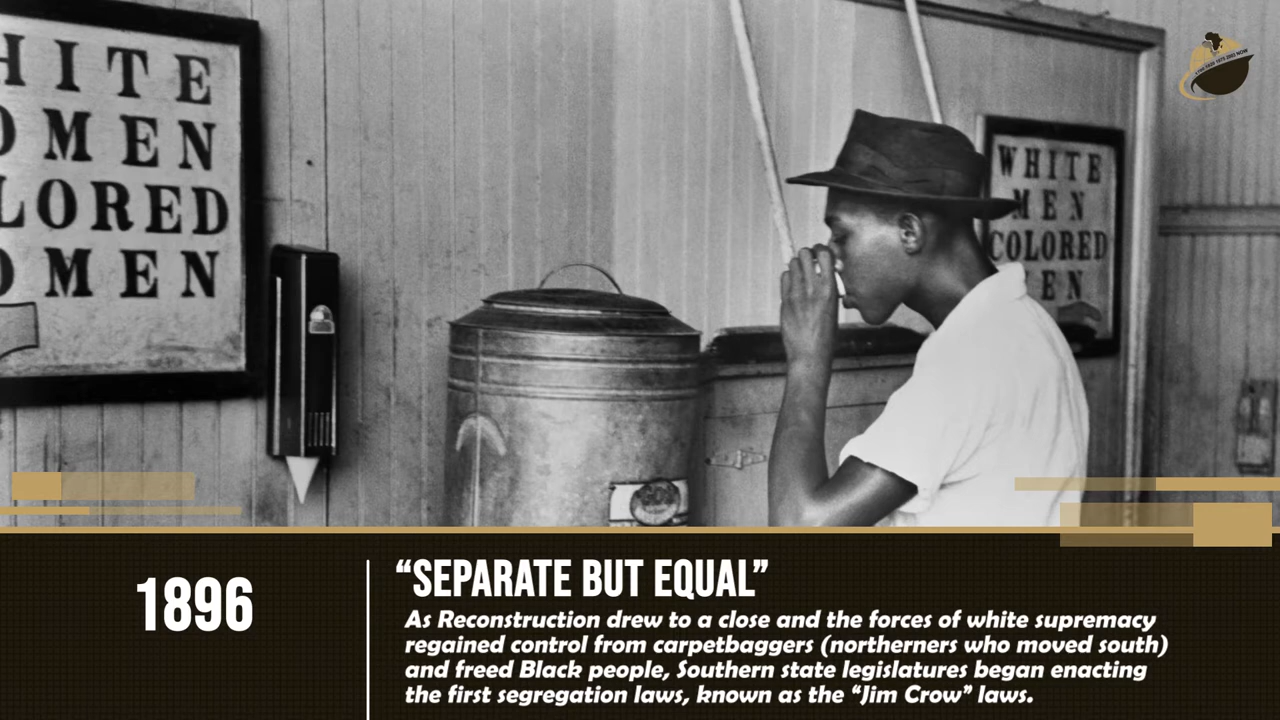 HITE
OMEN
LORED
OMEN
WHITE
MEN
COLORED
EN
1896
“SEPARATE BUT EQUAL”
As Reconstruction drew to a close and the forces of white supremacy
regained control from carpetbaggers (northerners who moved south)
and freed Black people, Southern state legislatures began enacting
the first segregation laws, known as the “Jim Crow” laws.